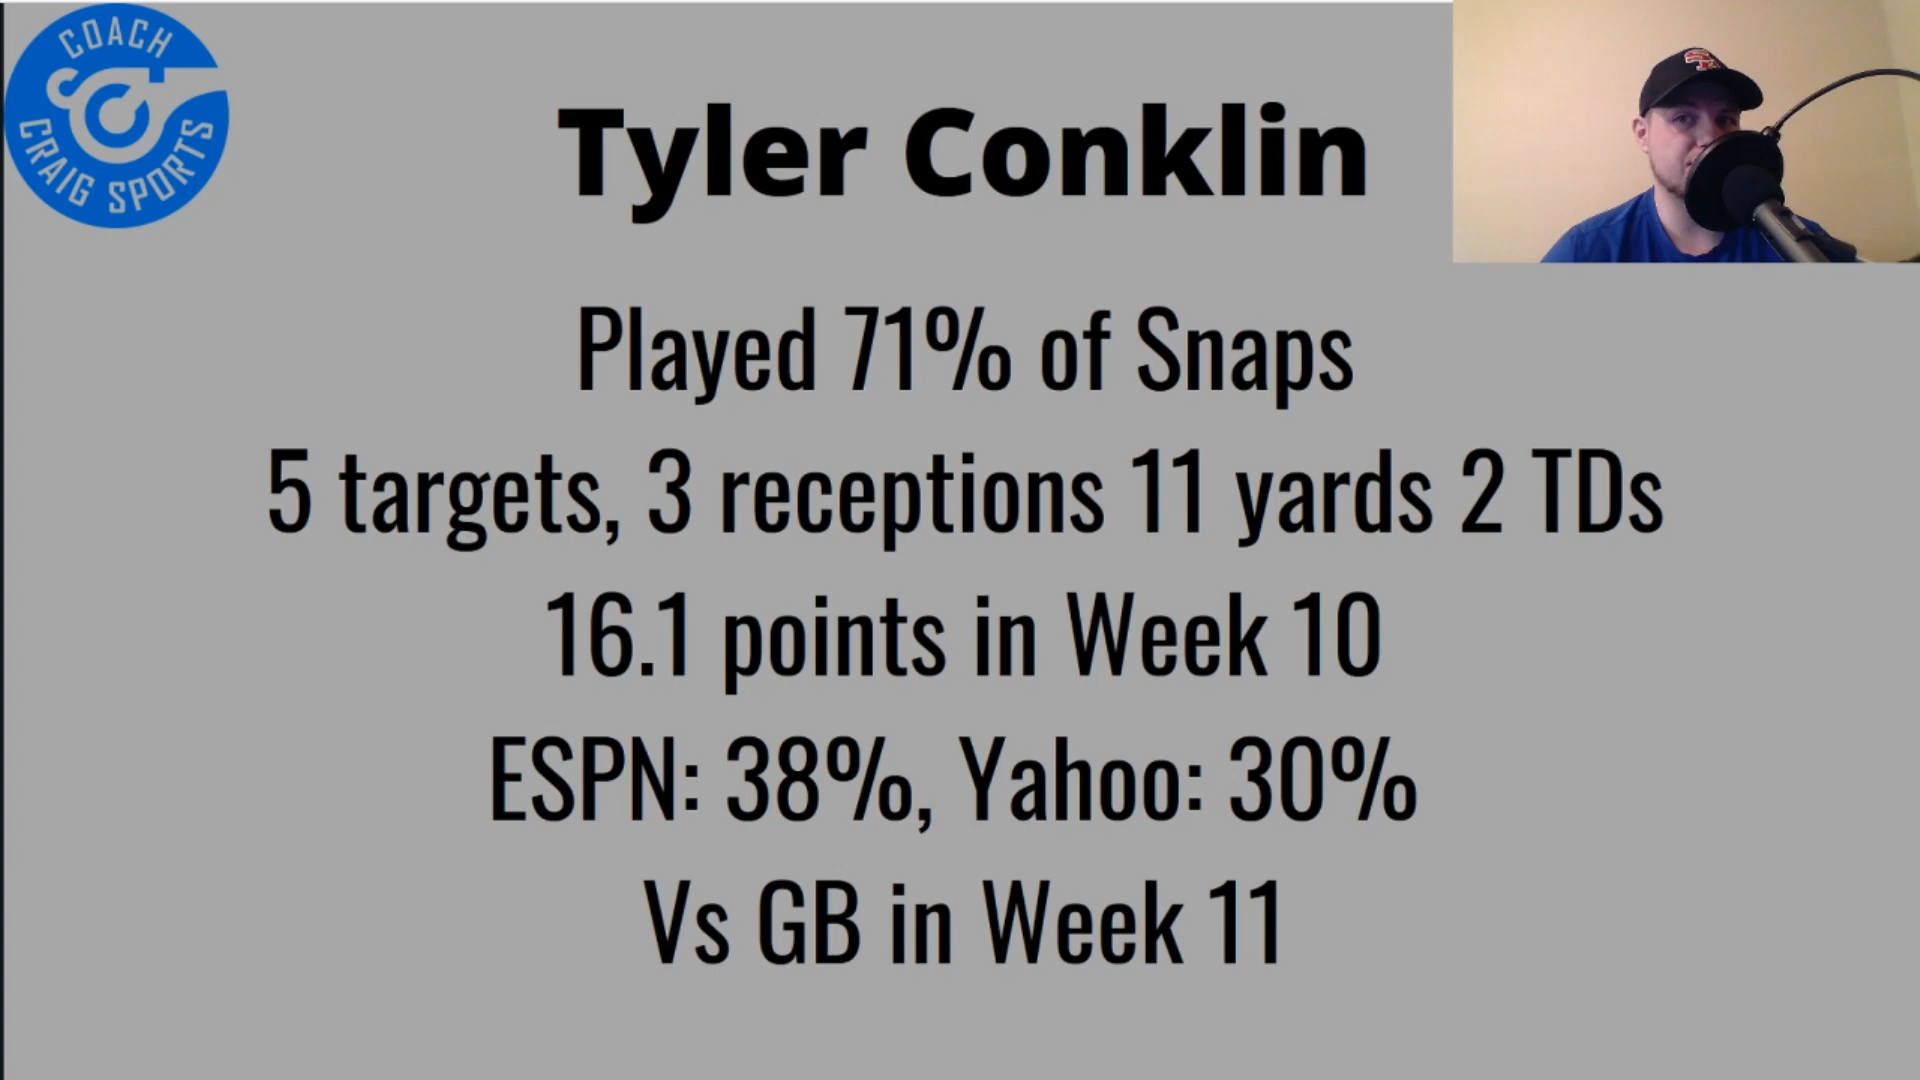 COACH
CRAIG SPORTS
Tyler Conklin
Played 71% of Snaps
5 targets, 3 receptions 11 yards 2 TDs
16.1 points in Week 10
ESPN: 38%, Yahoo: 30%
Vs GB in Week 11